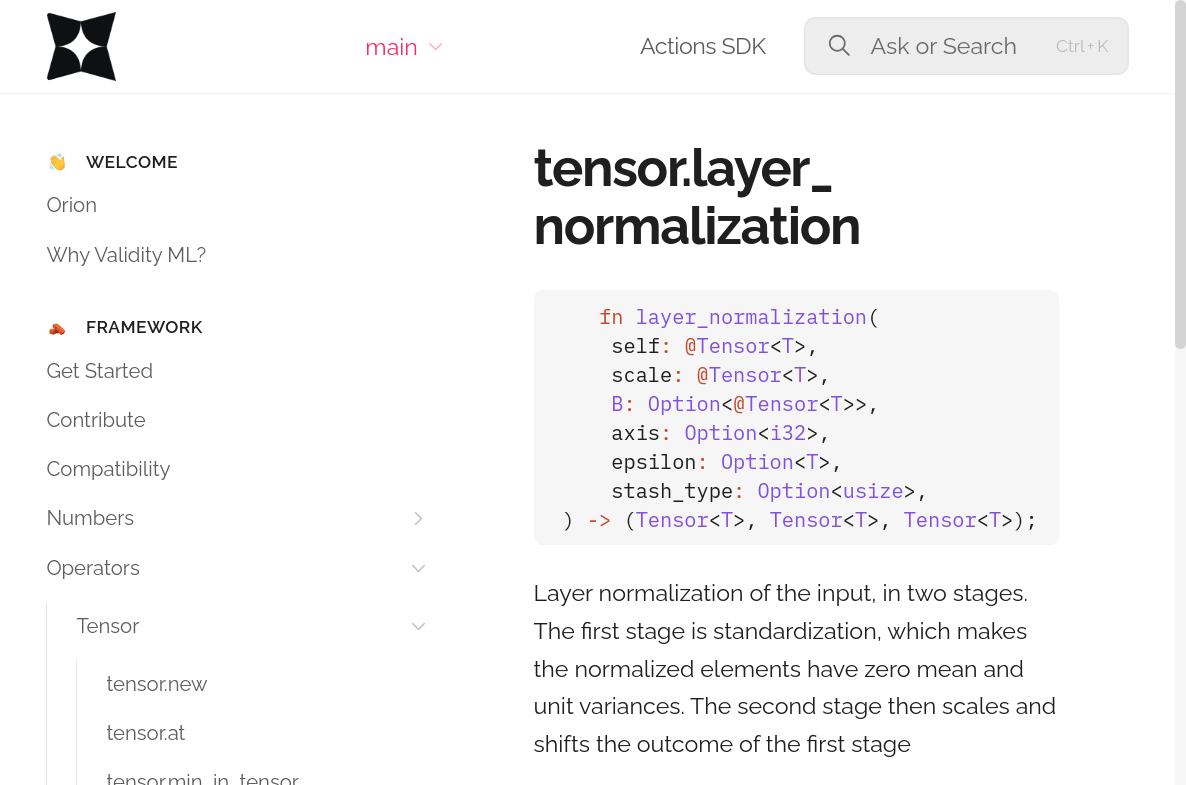 main
Actions SDK
Ask or Search
Ctrl + K
WELCOME
Orion
Why Validity ML?
FRAMEWORK
Get Started
Contribute
Compatibility
Numbers
Operators
Tensor
tensor.new
tensor.at
tensor.min_in_tensor
tensor.layer_
normalization
fn layer_normalization(
self: @Tensor<T>,
scale: @Tensor<T>,
B: Option<@Tensor<T>>,
axis: Option<i32>,
epsilon: Option<T>,
stash_type: Option<usize>,
) -> (Tensor<T>, Tensor<T>, Tensor<T>);
Layer normalization of the input, in two stages.
The first stage is standardization, which makes
the normalized elements have zero mean and
unit variances. The second stage then scales and
shifts the outcome of the first stage